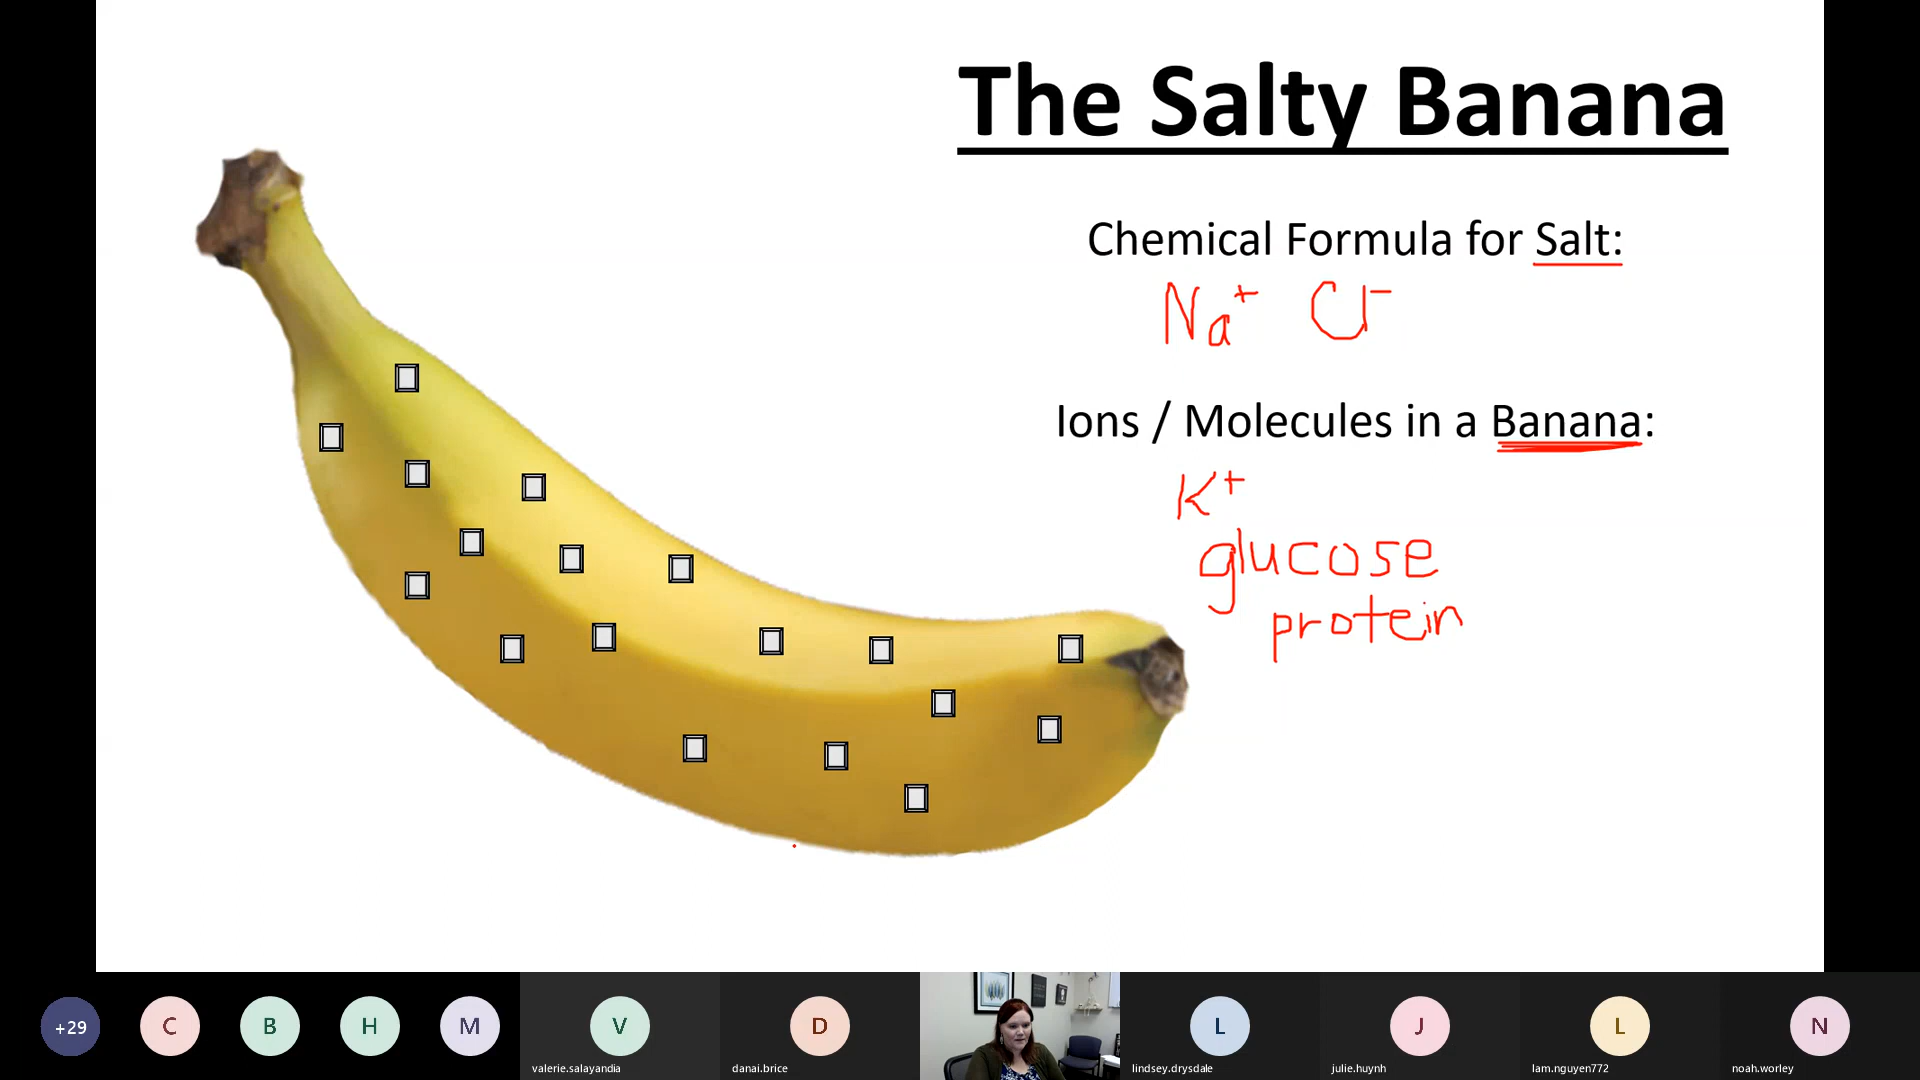 The Salty Banana
Chemical Formula for Salt:
Na+ Cl-
Ions / Molecules in a Banana:
K+
glucose
protein
+29
C
B
H
M
V
D
L
J
L
N
valerie.salayandia
danai.brice
lindsey.drysdale
julie.huynh
lam.nguyen772
noah.worley